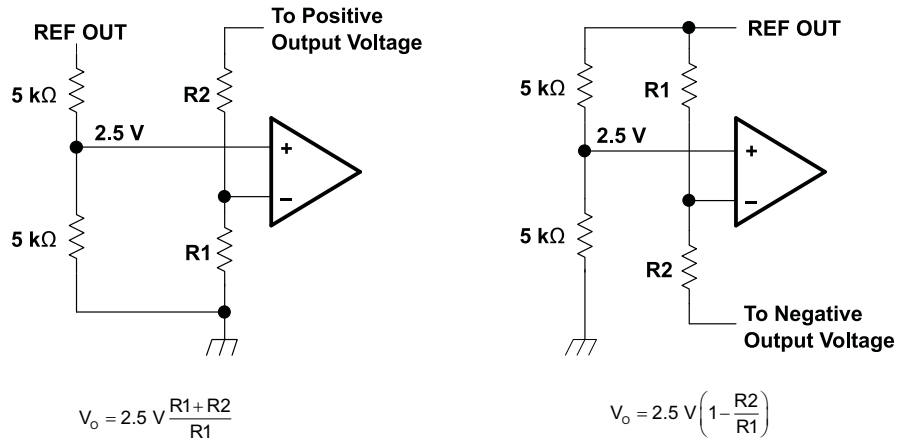 To Positive
Output Voltage
REF OUT
5 kΩ
R2
2.5 V
+
−
5 kΩ
R1
V_O = 2.5 V (R1 + R2)/R1
REF OUT
5 kΩ
R1
2.5 V
+
−
5 kΩ
R2
To Negative
Output Voltage
V_O = 2.5 V (1 − R2/R1)